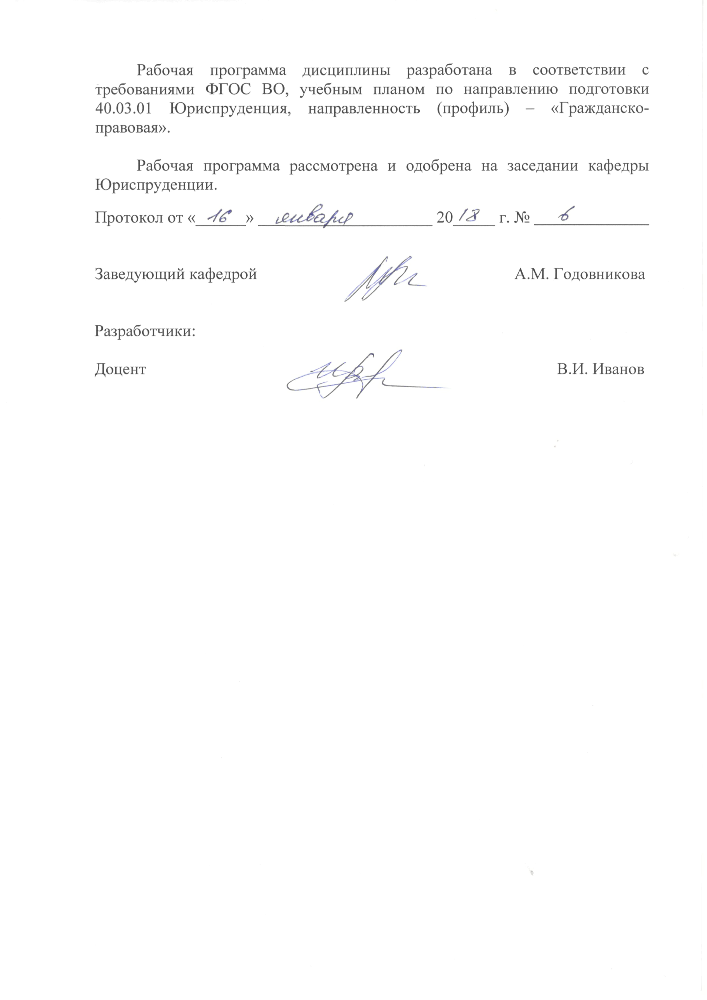 Рабочая программа дисциплины разработана в соответствии с
требованиями ФГОС ВО, учебным планом по направлению подготовки
40.03.01 Юриспруденция, направленность (профиль) – «Гражданско-
правовая».
Рабочая программа рассмотрена и одобрена на заседании кафедры
Юриспруденции.
Протокол от «16» января 2018 г. № 6
Заведующий кафедрой А.М. Годовникова
Разработчики:
Доцент В.И. Иванов